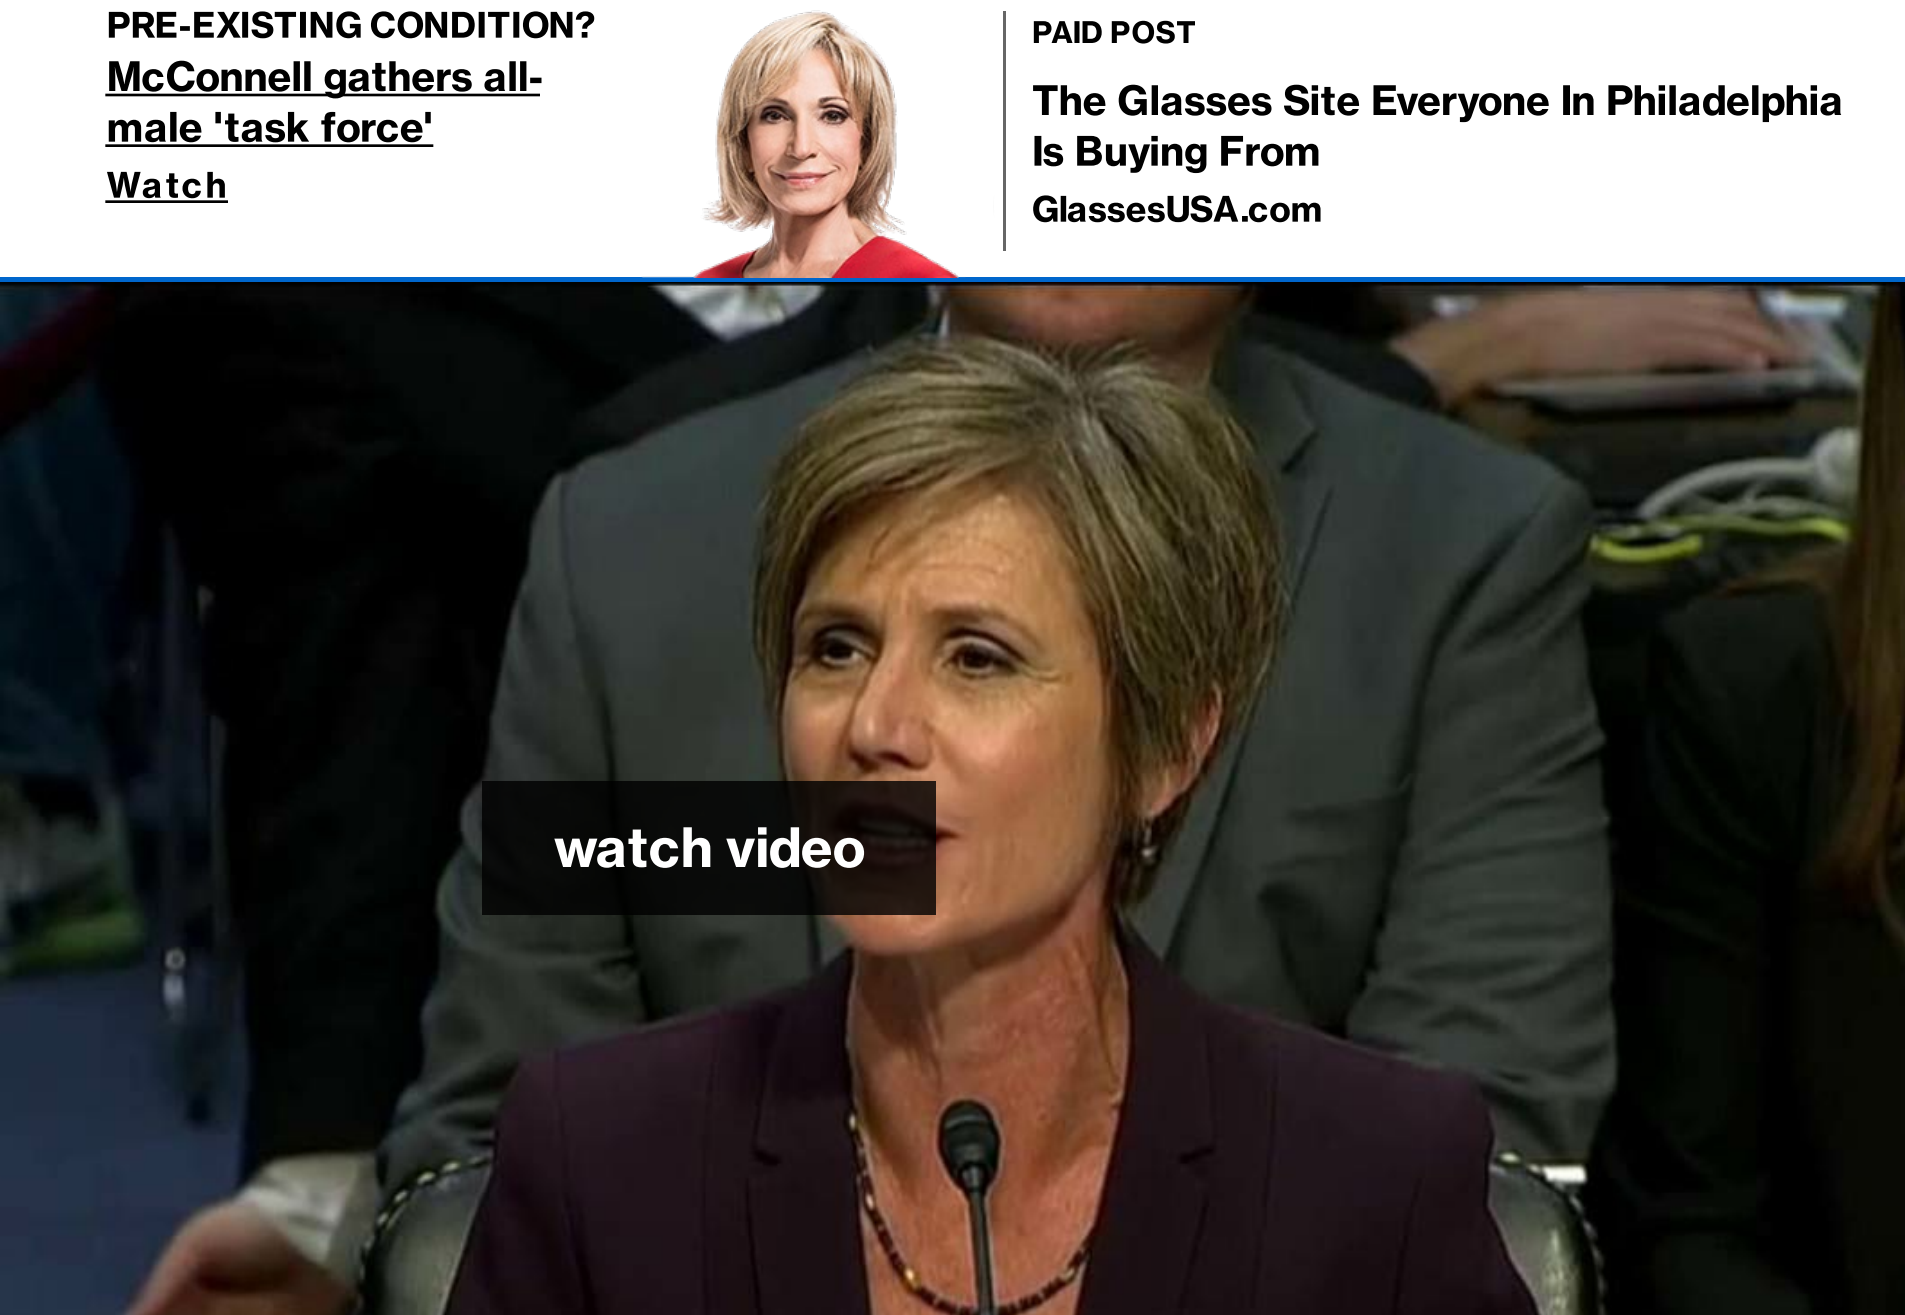 PRE-EXISTING CONDITION?
McConnell gathers all-
male 'task force'
Watch
PAID POST
The Glasses Site Everyone In Philadelphia
Is Buying From
GlassesUSA.com
watch video